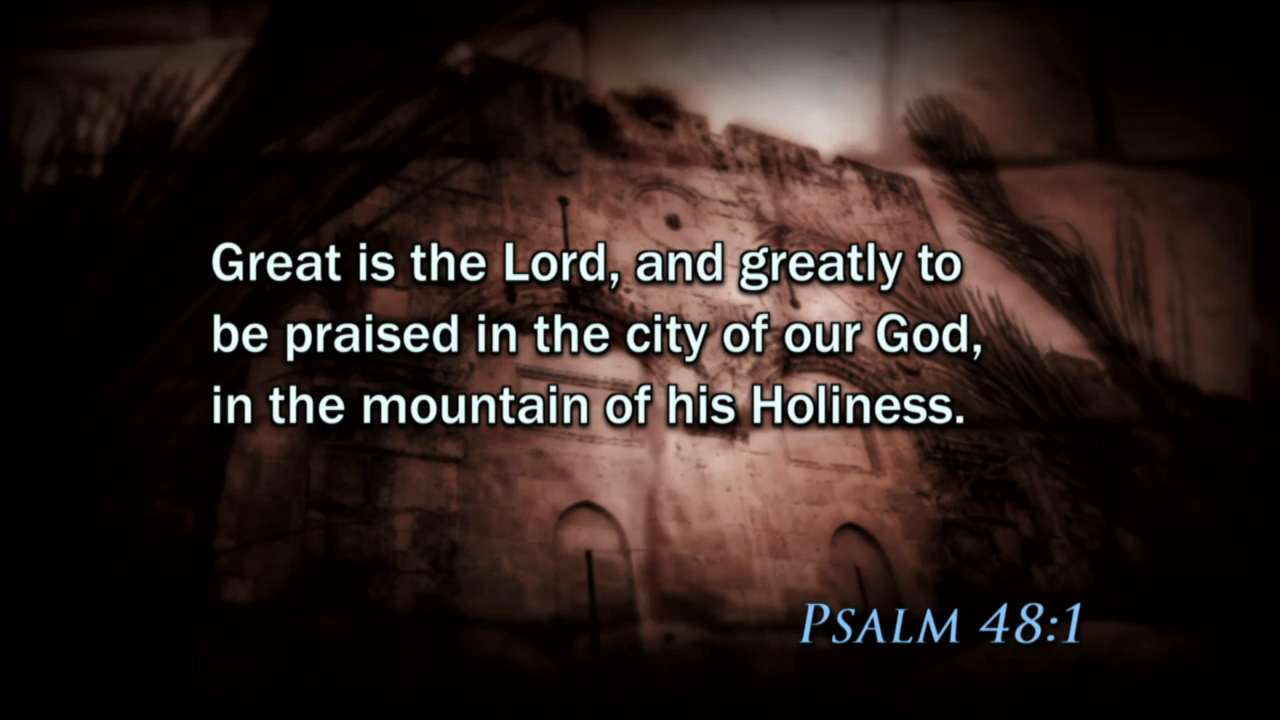 Great is the Lord, and greatly to
be praised in the city of our God,
in the mountain of his Holiness.
Psalm 48:1